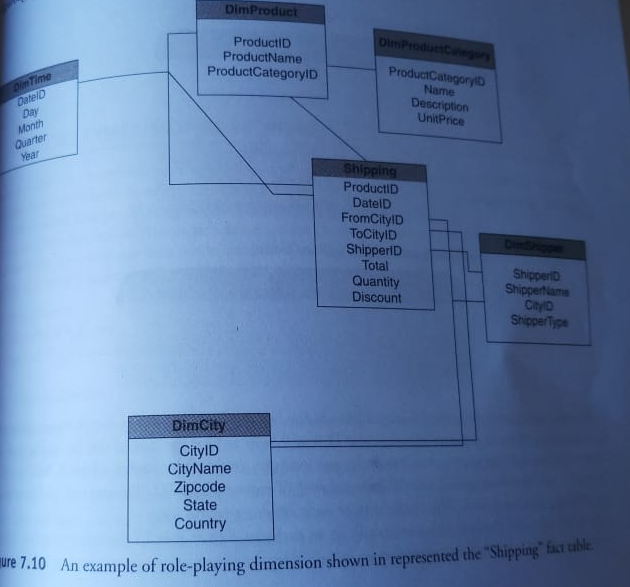 DimProduct
ProductID
ProductName
ProductCategoryID
DimProductCategory
ProductCategoryID
Name
Description
UnitPrice
DimTime
DateID
Day
Month
Quarter
Year
Shipping
ProductID
DateID
FromCityID
ToCityID
ShipperID
Total
Quantity
Discount
DimShipper
ShipperID
ShipperName
CityID
ShipperType
DimCity
CityID
CityName
Zipcode
State
Country
ure 7.10 An example of role-playing dimension shown in represented the "Shipping" fact table.